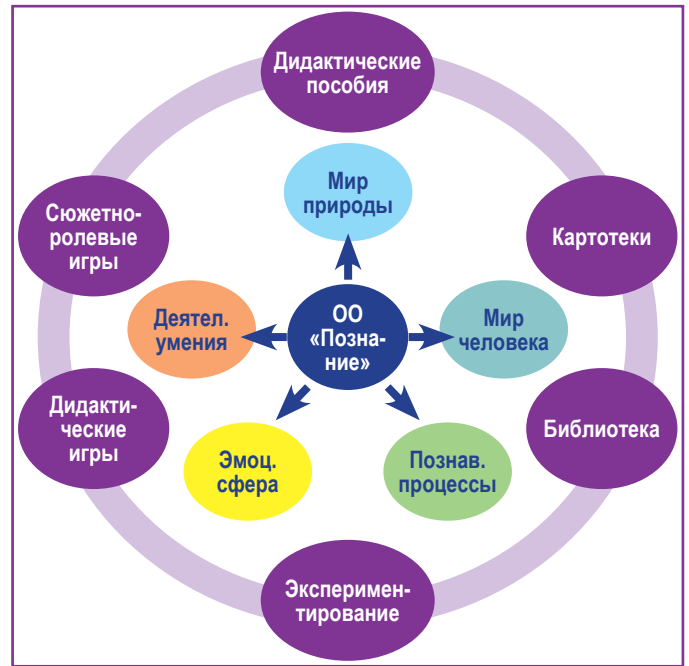 Дидактические
пособия
Мир
природы
Сюжетно-
ролевые
игры
Картотеки
Деятел.
умения
ОО
«Позна-
ние»
Мир
человека
Дидакти-
ческие
игры
Библиотека
Эмоц.
сфера
Познав.
процессы
Эксперимен-
тирование